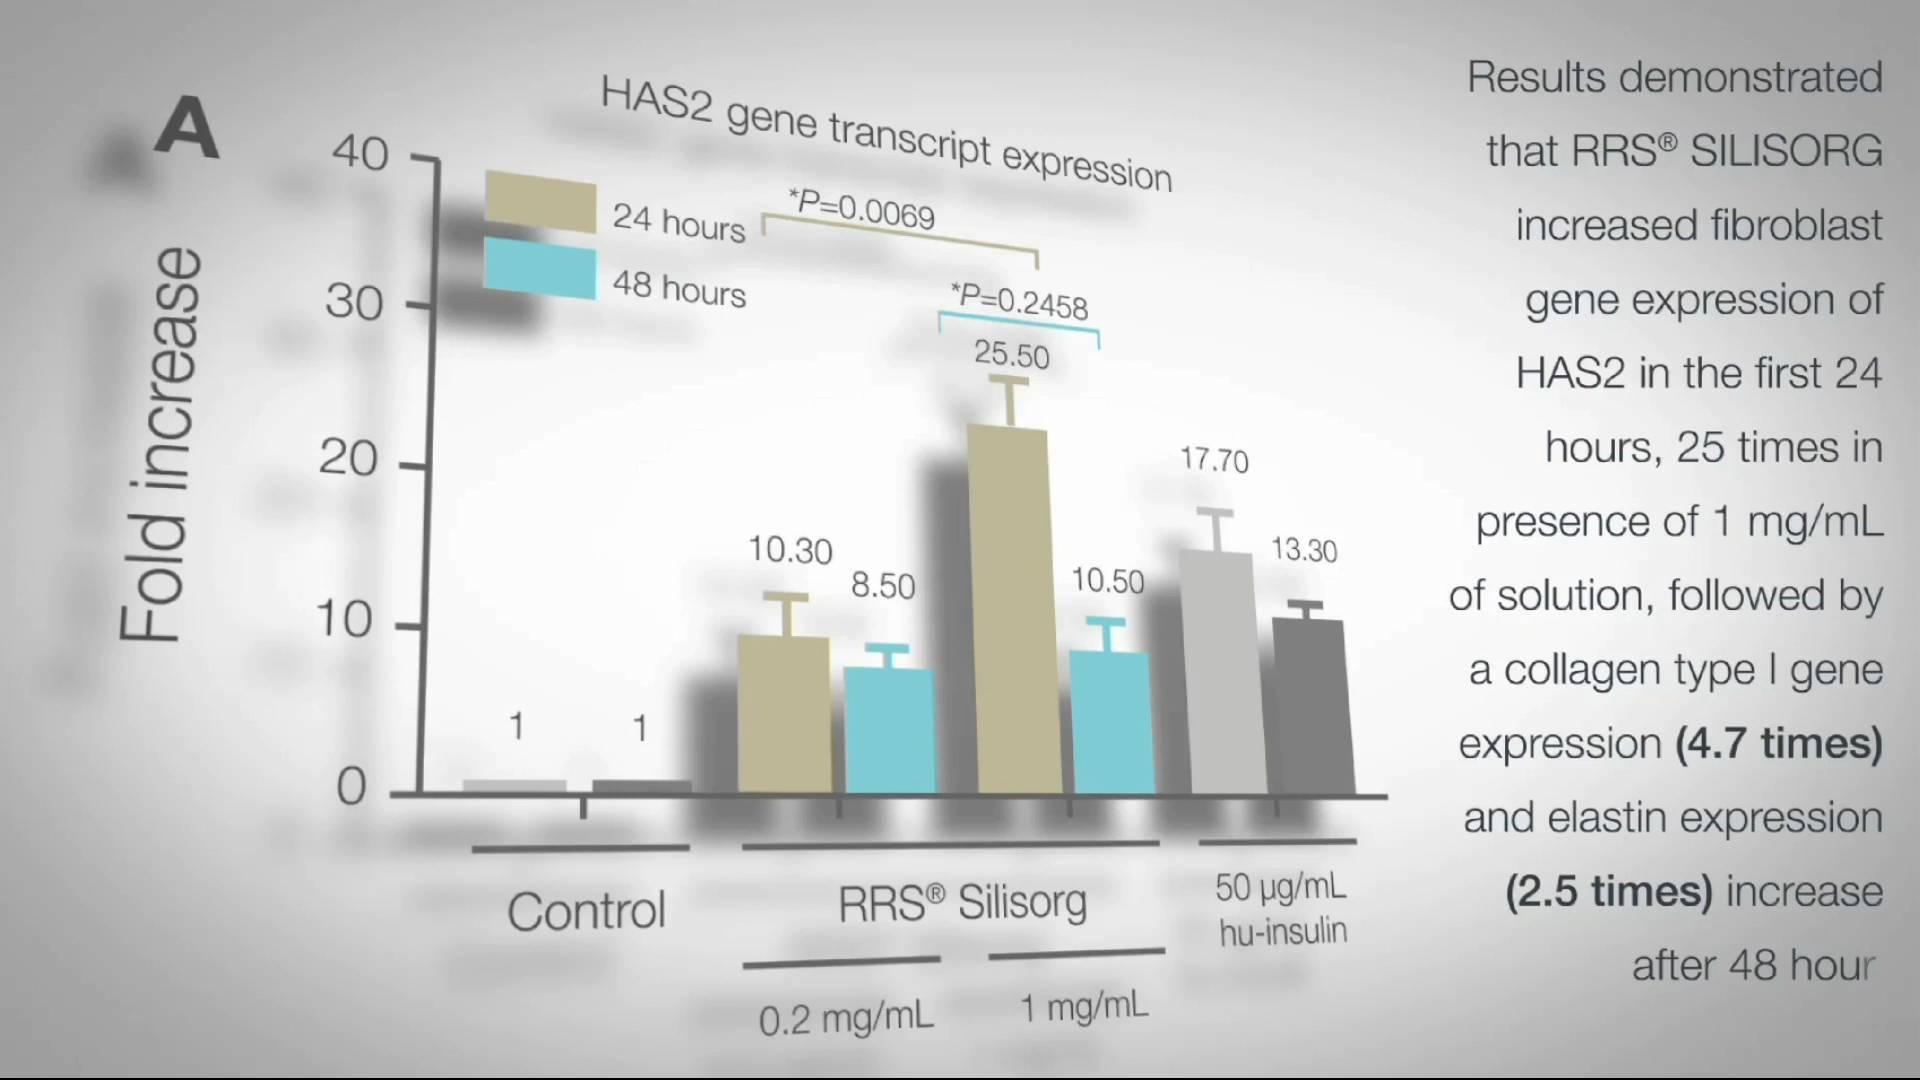 A
HAS2 gene transcript expression
Fold increase
40
30
20
10
0
24 hours
48 hours
*P=0.0069
*P=0.2458
1
1
10.30
8.50
25.50
10.50
17.70
13.30
Control
RRS® Silisorg
50 µg/mL
hu-insulin
0.2 mg/mL
1 mg/mL
Results demonstrated
that RRS® SILISORG
increased fibroblast
gene expression of
HAS2 in the first 24
hours, 25 times in
presence of 1 mg/mL
of solution, followed by
a collagen type I gene
expression (4.7 times)
and elastin expression
(2.5 times) increase
after 48 hour